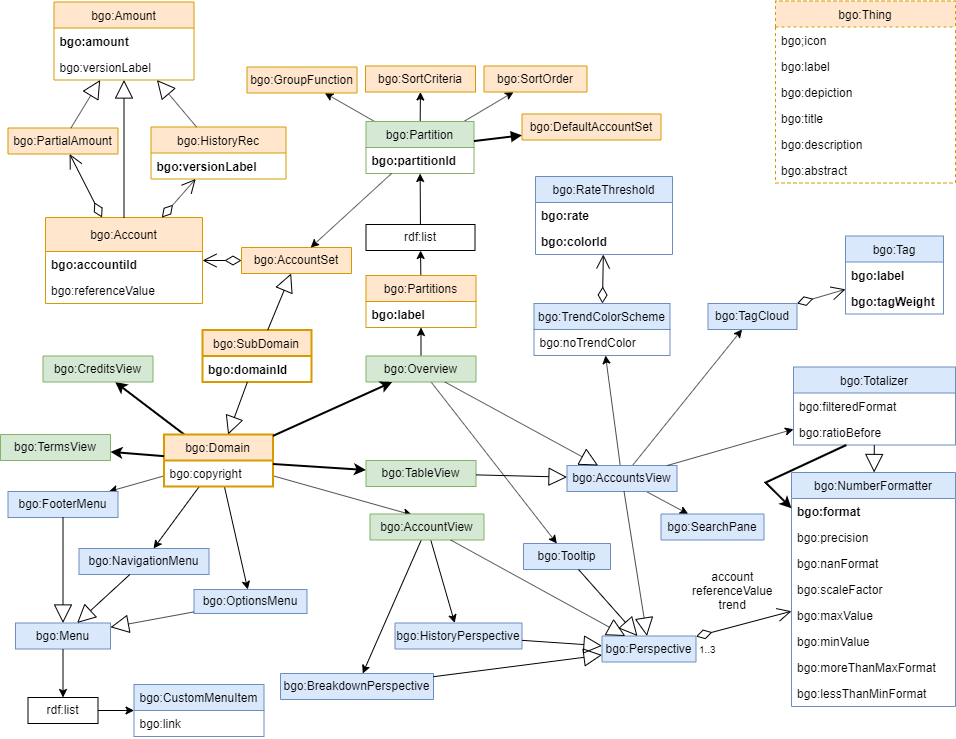 bgo:Amount
bgo:amount
bgo:versionLabel
bgo:Thing
bgo;icon
bgo:label
bgo:depiction
bgo:title
bgo:description
bgo:abstract
bgo:GroupFunction
bgo:SortCriteria
bgo:SortOrder
bgo:PartialAmount
bgo:HistoryRec
bgo:versionLabel
bgo:Partition
bgo:partitionId
bgo:DefaultAccountSet
bgo:RateThreshold
bgo:rate
bgo:colorId
bgo:Account
bgo:accountiId
bgo:referenceValue
bgo:AccountSet
rdf:list
bgo:Tag
bgo:label
bgo:tagWeight
bgo:Partitions
bgo:label
bgo:TrendColorScheme
bgo:noTrendColor
bgo:TagCloud
bgo:SubDomain
bgo:domainId
bgo:CreditsView
bgo:Overview
bgo:Totalizer
bgo:filteredFormat
bgo:ratioBefore
bgo:TermsView
bgo:Domain
bgo:copyright
bgo:TableView
bgo:AccountsView
bgo:NumberFormatter
bgo:format
bgo:precision
bgo:nanFormat
bgo:scaleFactor
bgo:maxValue
bgo:minValue
bgo:moreThanMaxFormat
bgo:lessThanMinFormat
bgo:FooterMenu
bgo:AccountView
bgo:SearchPane
bgo:NavigationMenu
bgo:Tooltip
bgo:OptionsMenu
account
referenceValue
trend
bgo:Menu
bgo:HistoryPerspective
bgo:Perspective
1..3
bgo:BreakdownPerspective
rdf:list
bgo:CustomMenuItem
bgo:link